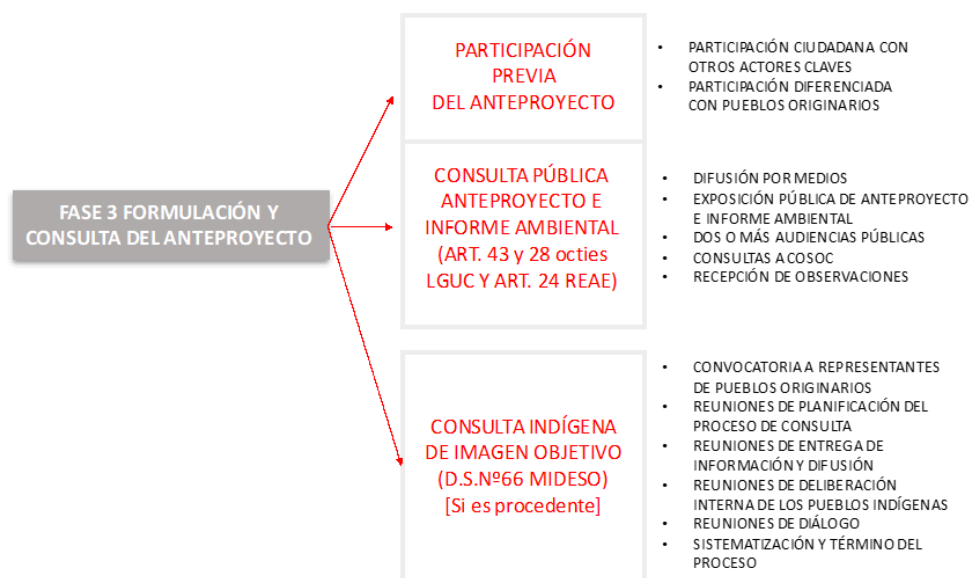 FASE 3 FORMULACIÓN Y
CONSULTA DEL ANTEPROYECTO
PARTICIPACIÓN
PREVIA
DEL ANTEPROYECTO
• PARTICIPACIÓN CIUDADANA CON
OTROS ACTORES CLAVES
• PARTICIPACIÓN DIFERENCIADA
CON PUEBLOS ORIGINARIOS
CONSULTA PÚBLICA
ANTEPROYECTO E
INFORME AMBIENTAL
(ART. 43 y 28 octies
LGUC Y ART. 24 REAE)
• DIFUSIÓN POR MEDIOS
• EXPOSICIÓN PÚBLICA DE ANTEPROYECTO
E INFORME AMBIENTAL
• DOS O MÁS AUDIENCIAS PÚBLICAS
• CONSULTAS A COSOC
• RECEPCIÓN DE OBSERVACIONES
CONSULTA INDÍGENA
DE IMAGEN OBJETIVO
(D.S.Nº66 MIDESO)
[Si es procedente]
• CONVOCATORIA A REPRESENTANTES
DE PUEBLOS ORIGINARIOS
• REUNIONES DE PLANIFICACIÓN DEL
PROCESO DE CONSULTA
• REUNIONES DE ENTREGA DE
INFORMACIÓN Y DIFUSIÓN
• REUNIONES DE DELIBERACIÓN
INTERNA DE LOS PUEBLOS INDÍGENAS
• REUNIONES DE DIÁLOGO
• SISTEMATIZACIÓN Y TÉRMINO DEL
PROCESO